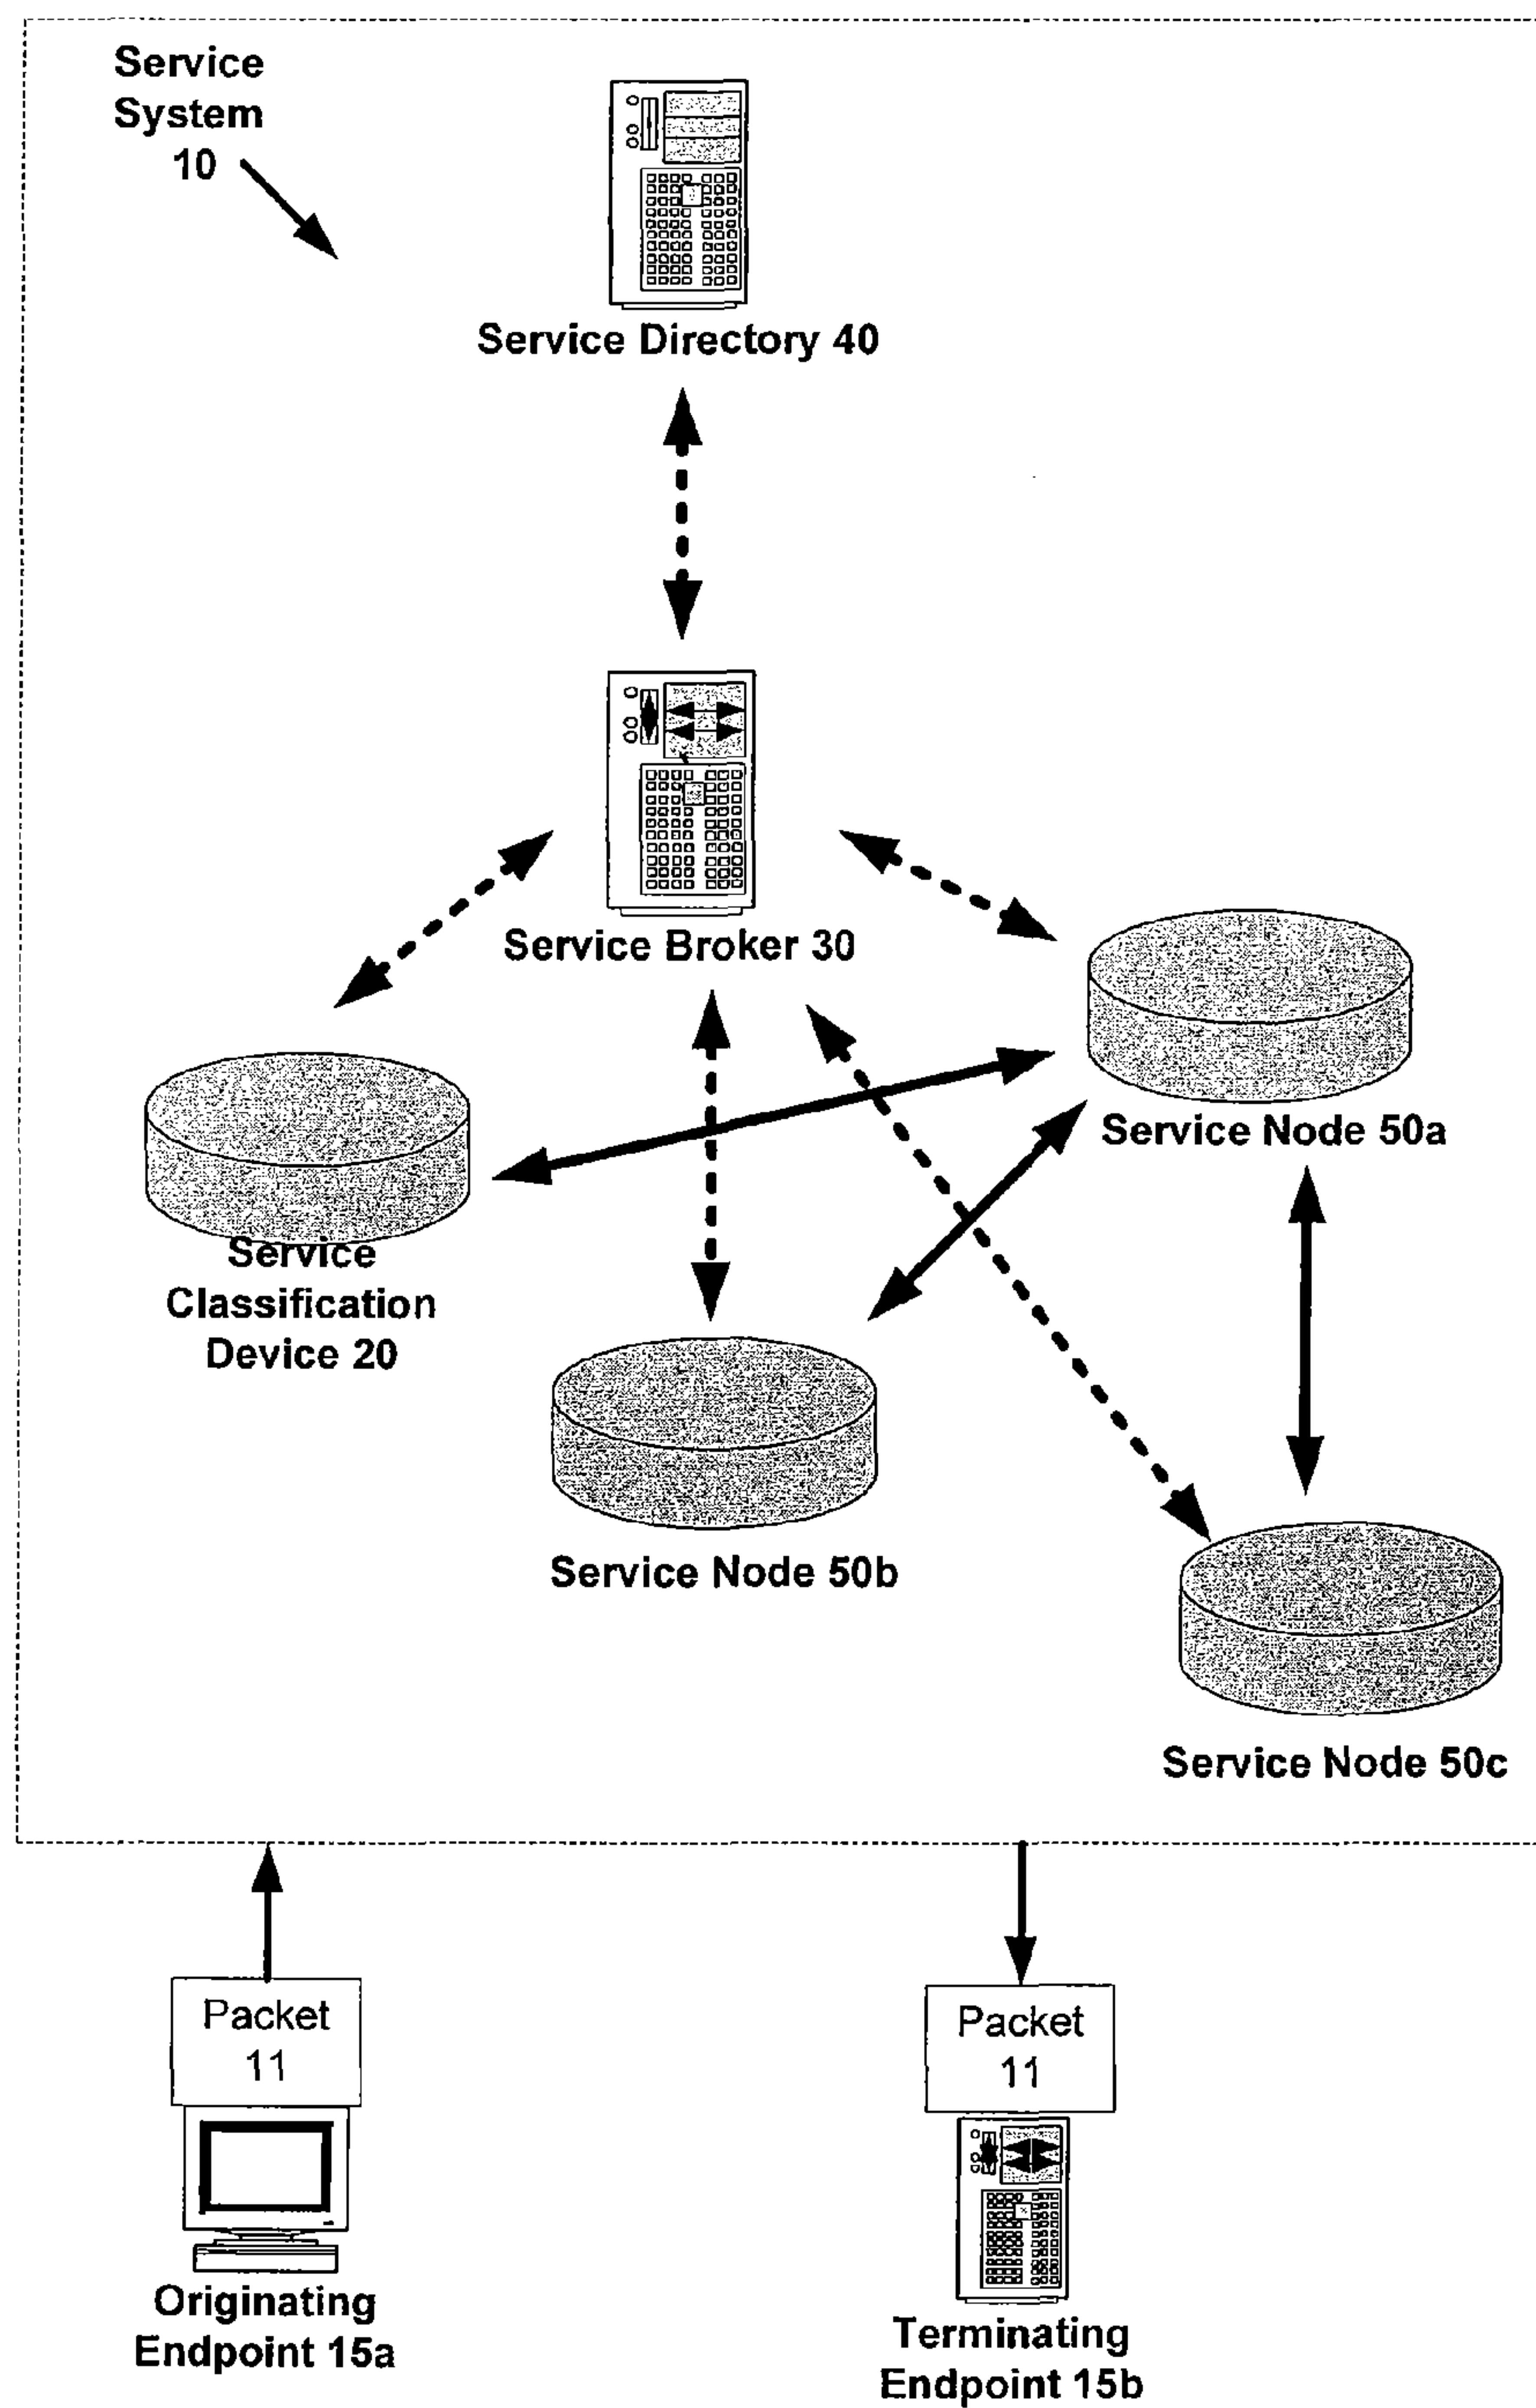 Service
System
10
Service Directory 40
Service Broker 30
Service Node 50a
Service
Classification
Device 20
Service Node 50b
Service Node 50c
Packet
11
Packet
11
Originating
Endpoint 15a
Terminating
Endpoint 15b